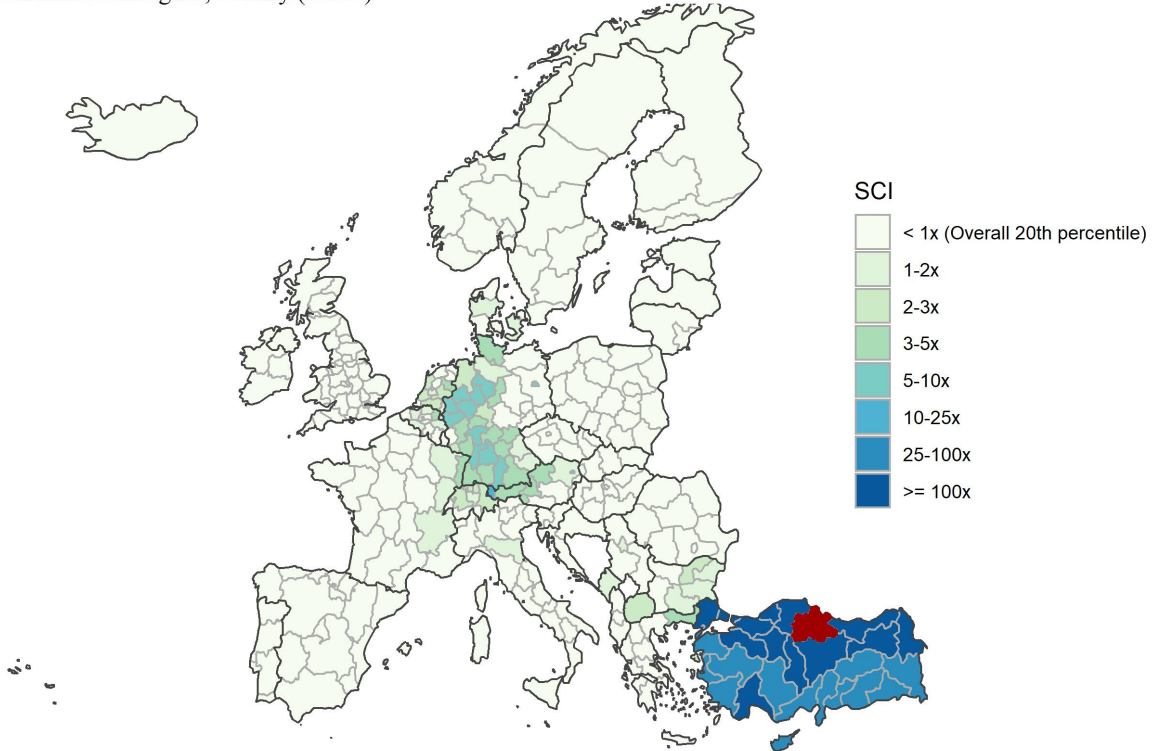 SCI
< 1x (Overall 20th percentile)
1-2x
2-3x
3-5x
5-10x
10-25x
25-100x
>= 100x